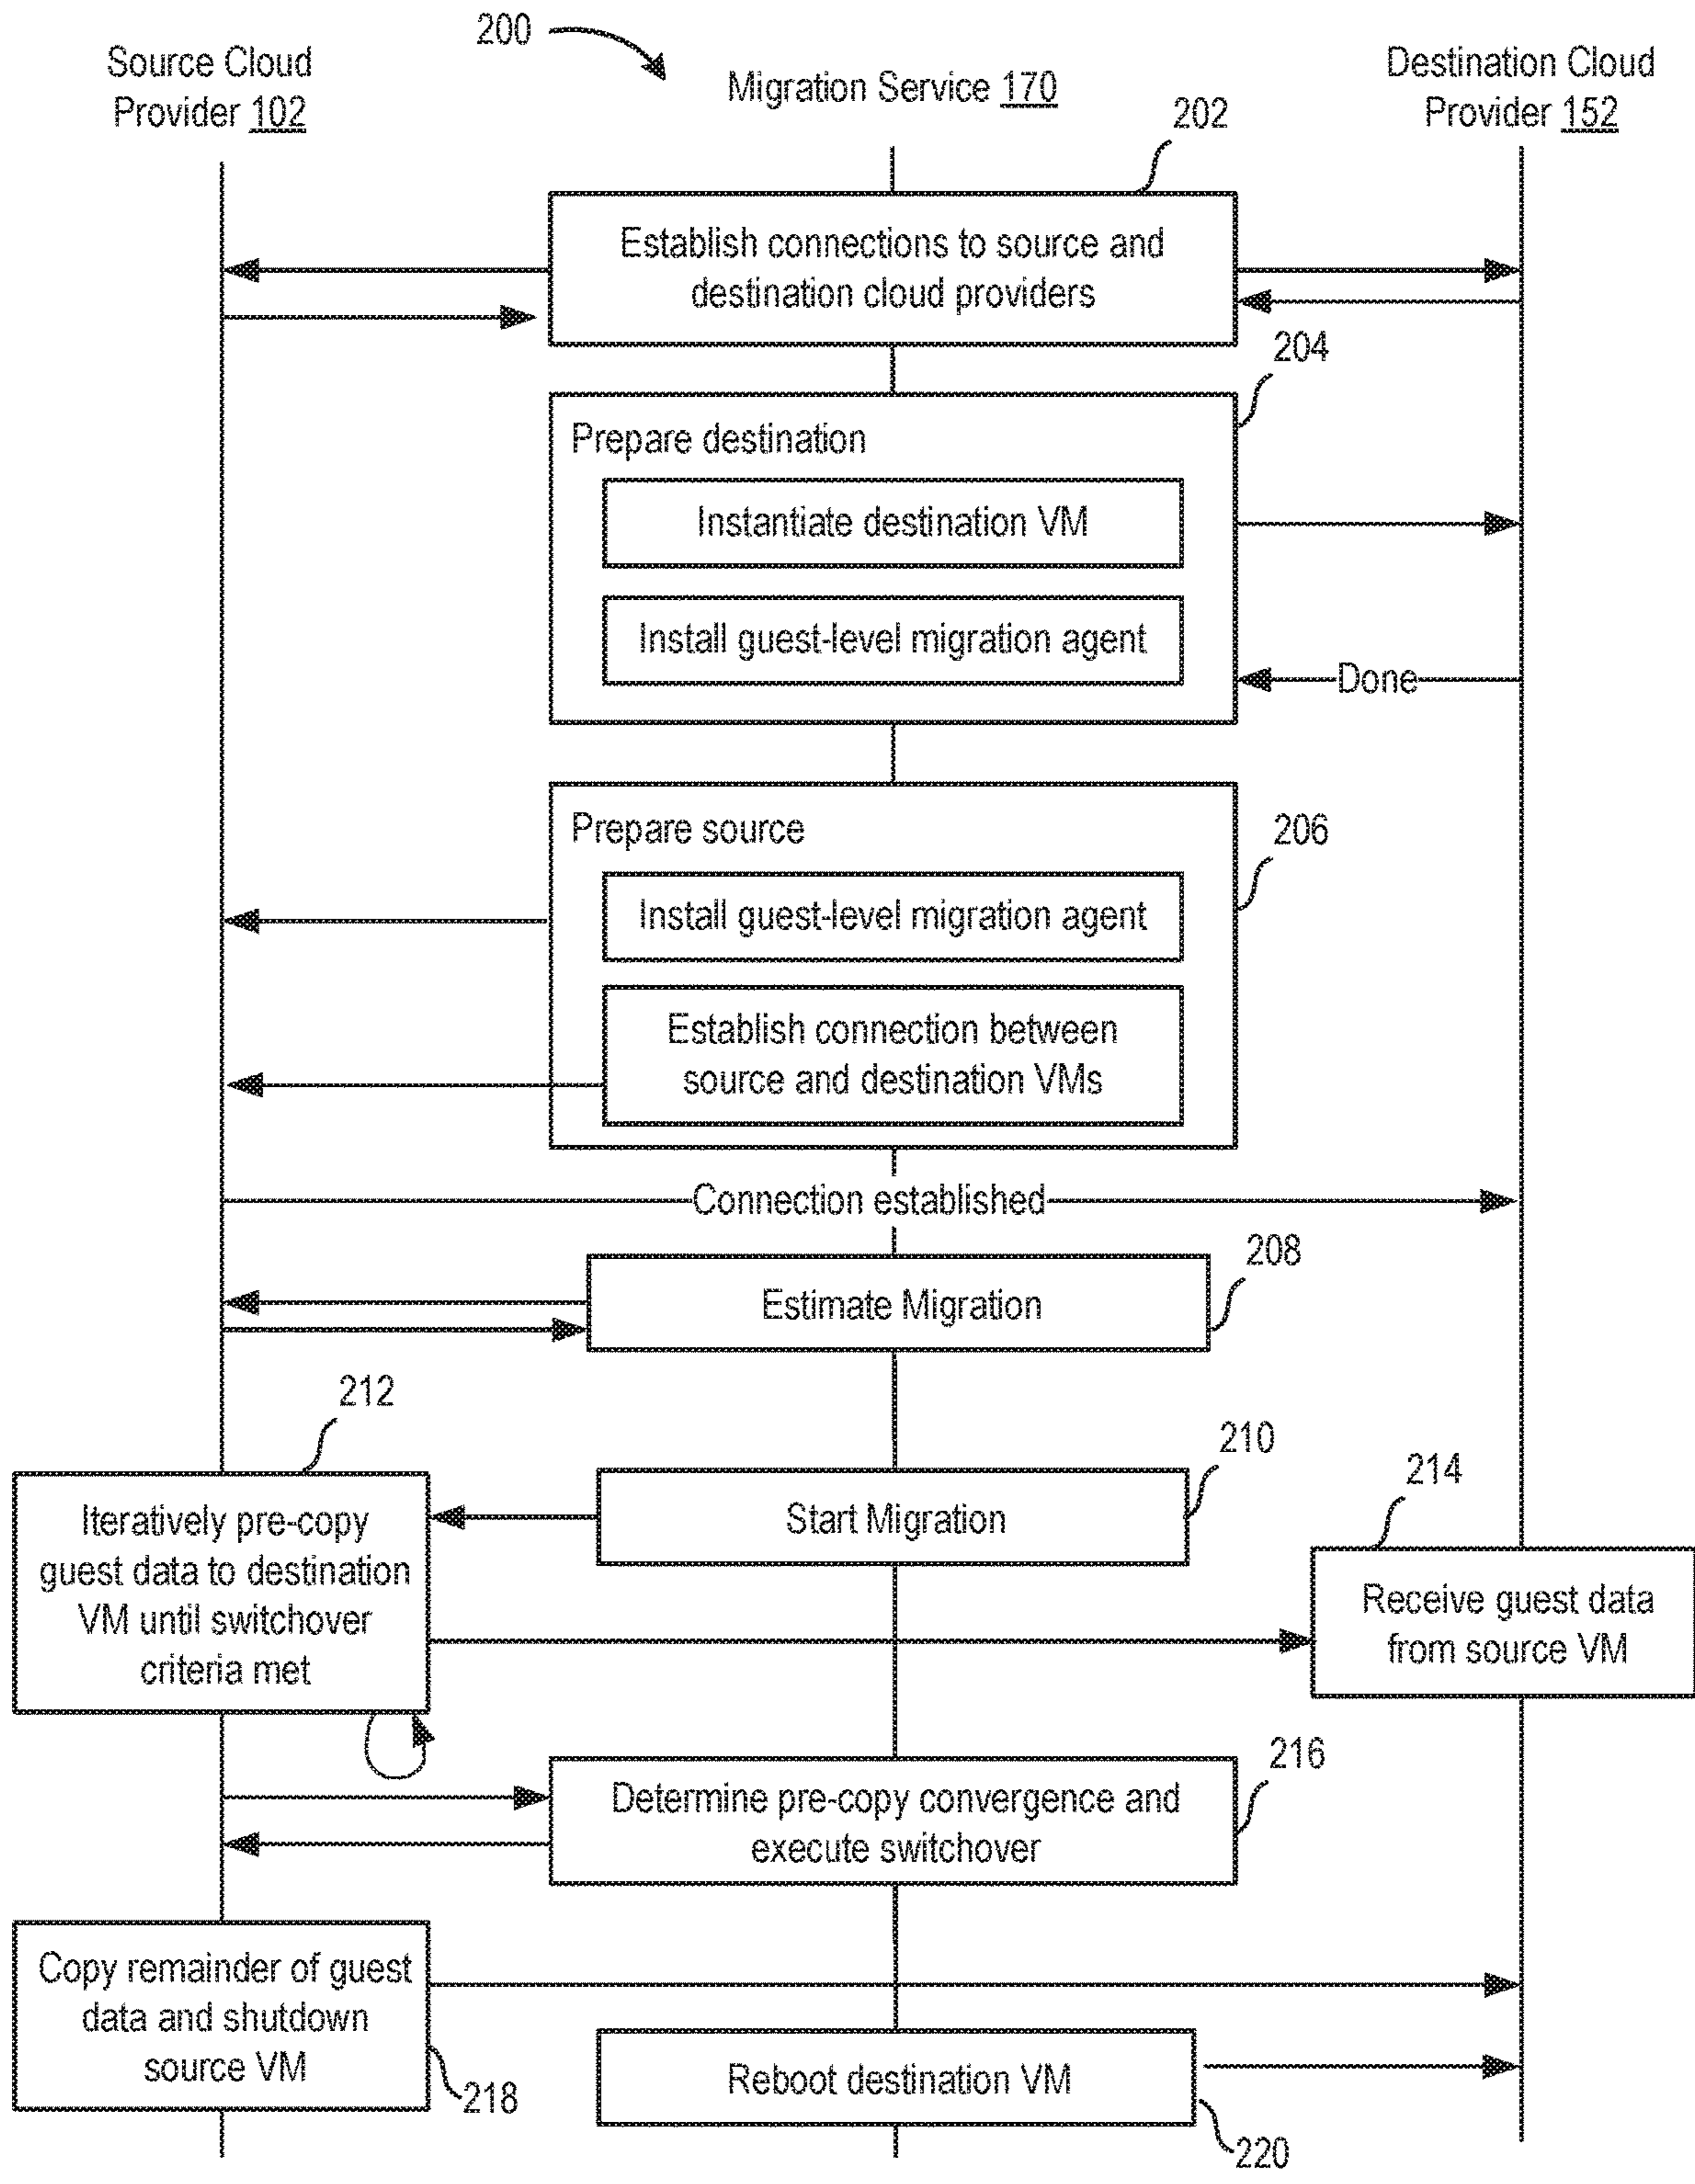 200
Source Cloud
Provider 102
Migration Service 170
Destination Cloud
Provider 152
202
Establish connections to source and
destination cloud providers
204
Prepare destination
Instantiate destination VM
Install guest-level migration agent
Done
206
Prepare source
Install guest-level migration agent
Establish connection between
source and destination VMs
Connection established
208
Estimate Migration
212
210
214
Iteratively pre-copy
guest data to destination
VM until switchover
criteria met
Start Migration
Receive guest data
from source VM
216
Determine pre-copy convergence and
execute switchover
Copy remainder of guest
data and shutdown
source VM
218
Reboot destination VM
220